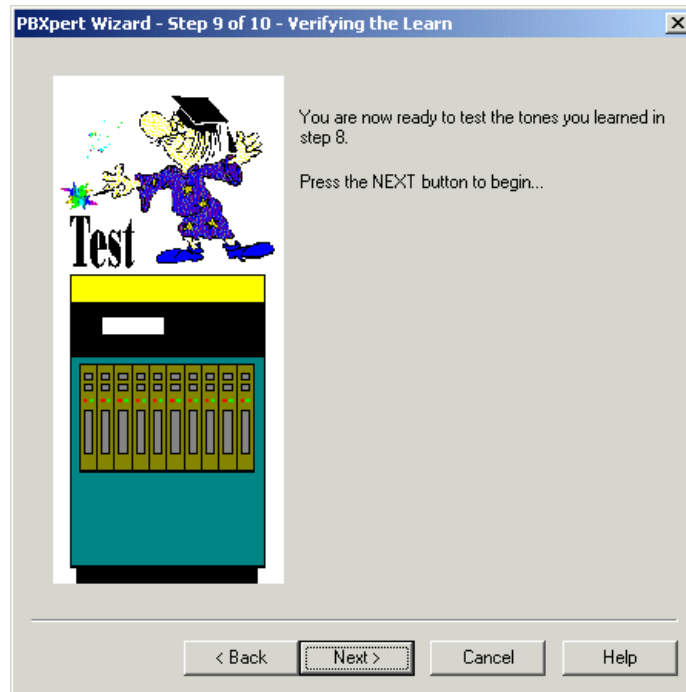 PBXpert Wizard - Step 9 of 10 - Verifying the Learn
You are now ready to test the tones you learned in
step 8.
Press the NEXT button to begin...
Test
< Back
Next >
Cancel
Help